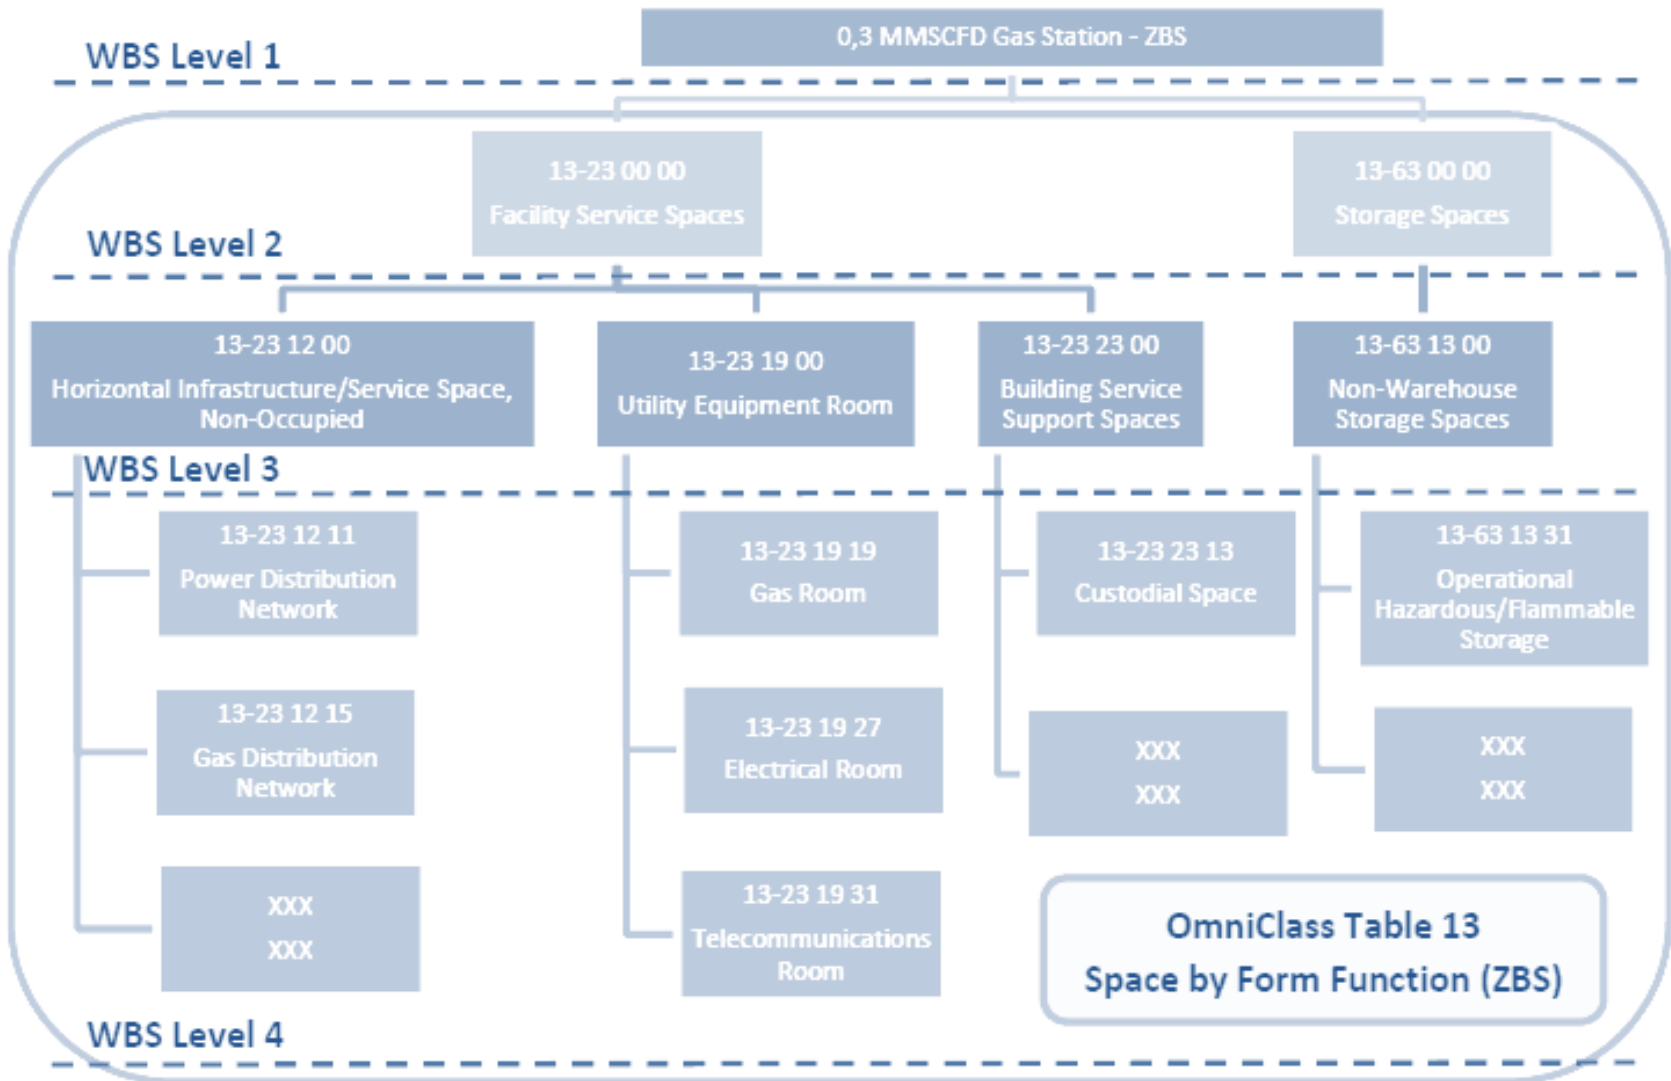 0,3 MMSCFD Gas Station - ZBS
WBS Level 1
13-23 00 00
Facility Service Spaces
13-63 00 00
Storage Spaces
WBS Level 2
13-23 12 00
Horizontal Infrastructure/Service Space,
Non-Occupied
13-23 19 00
Utility Equipment Room
13-23 23 00
Building Service
Support Spaces
13-63 13 00
Non-Warehouse
Storage Spaces
WBS Level 3
13-23 12 11
Power Distribution
Network
13-23 12 15
Gas Distribution
Network
XXX
XXX
13-23 19 19
Gas Room
13-23 19 27
Electrical Room
13-23 19 31
Telecommunications
Room
13-23 23 13
Custodial Space
XXX
XXX
13-63 13 31
Operational
Hazardous/Flammable
Storage
XXX
XXX
OmniClass Table 13
Space by Form Function (ZBS)
WBS Level 4